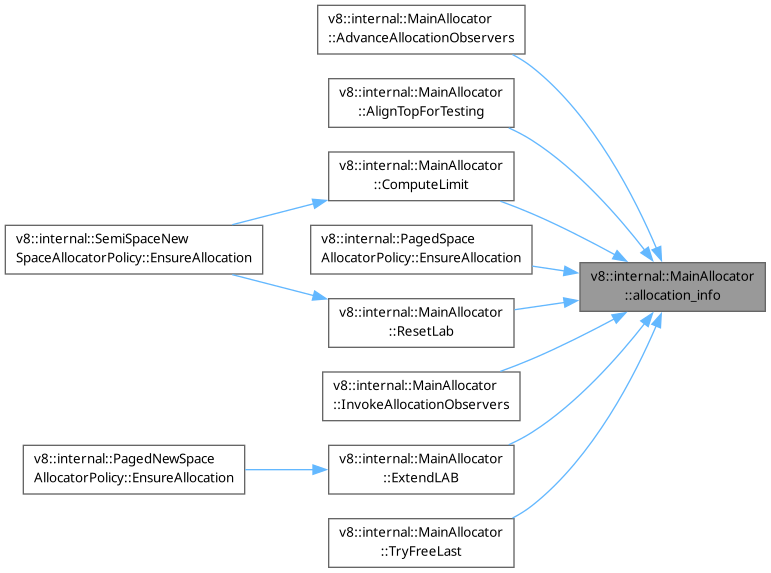 v8::internal::MainAllocator
::AdvanceAllocationObservers
v8::internal::MainAllocator
::AlignTopForTesting
v8::internal::MainAllocator
::ComputeLimit
v8::internal::SemiSpaceNew
SpaceAllocatorPolicy::EnsureAllocation
v8::internal::PagedSpace
AllocatorPolicy::EnsureAllocation
v8::internal::MainAllocator
::allocation_info
v8::internal::MainAllocator
::ResetLab
v8::internal::MainAllocator
::InvokeAllocationObservers
v8::internal::PagedNewSpace
AllocatorPolicy::EnsureAllocation
v8::internal::MainAllocator
::ExtendLAB
v8::internal::MainAllocator
::TryFreeLast